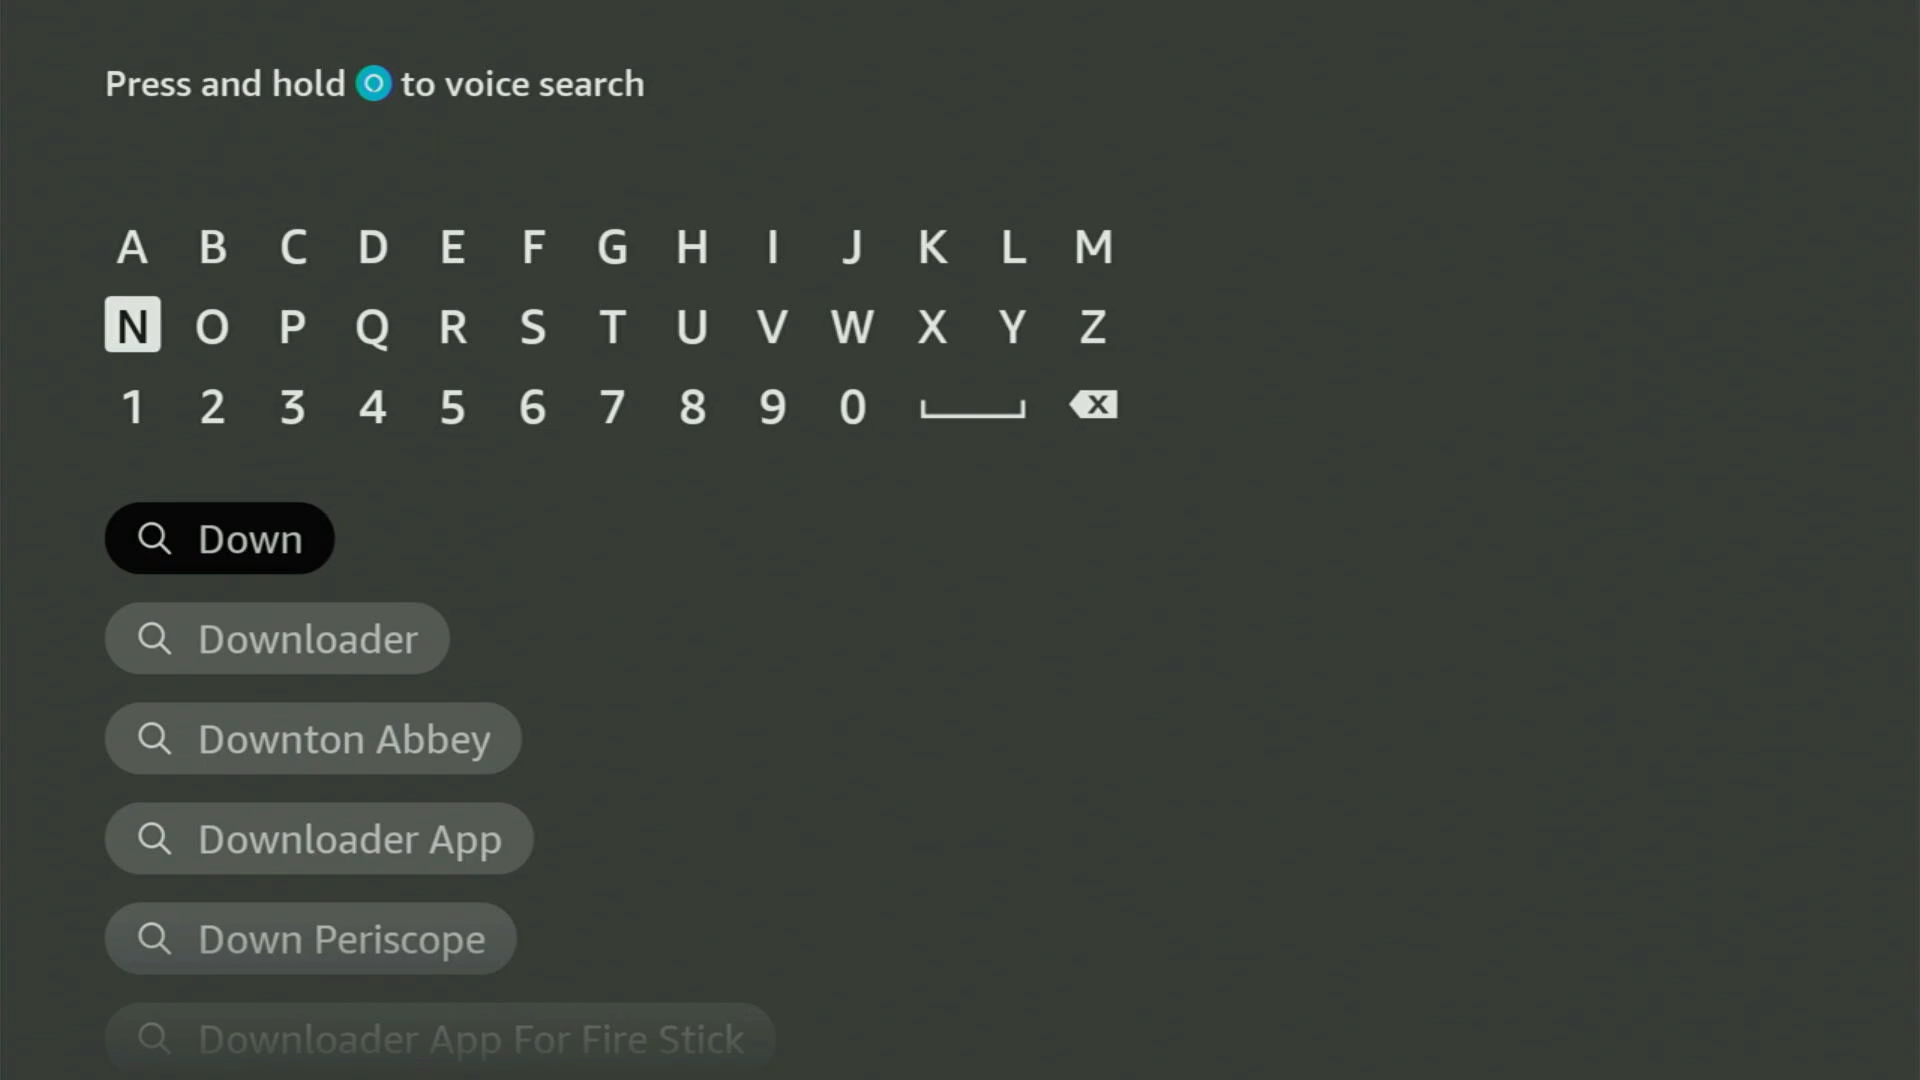 Press and hold to voice search
A B C D E F G H I J K L M
N O P Q R S T U V W X Y Z
1 2 3 4 5 6 7 8 9 0
Down
Downloader
Downton Abbey
Downloader App
Down Periscope
Downloader App For Fire Stick